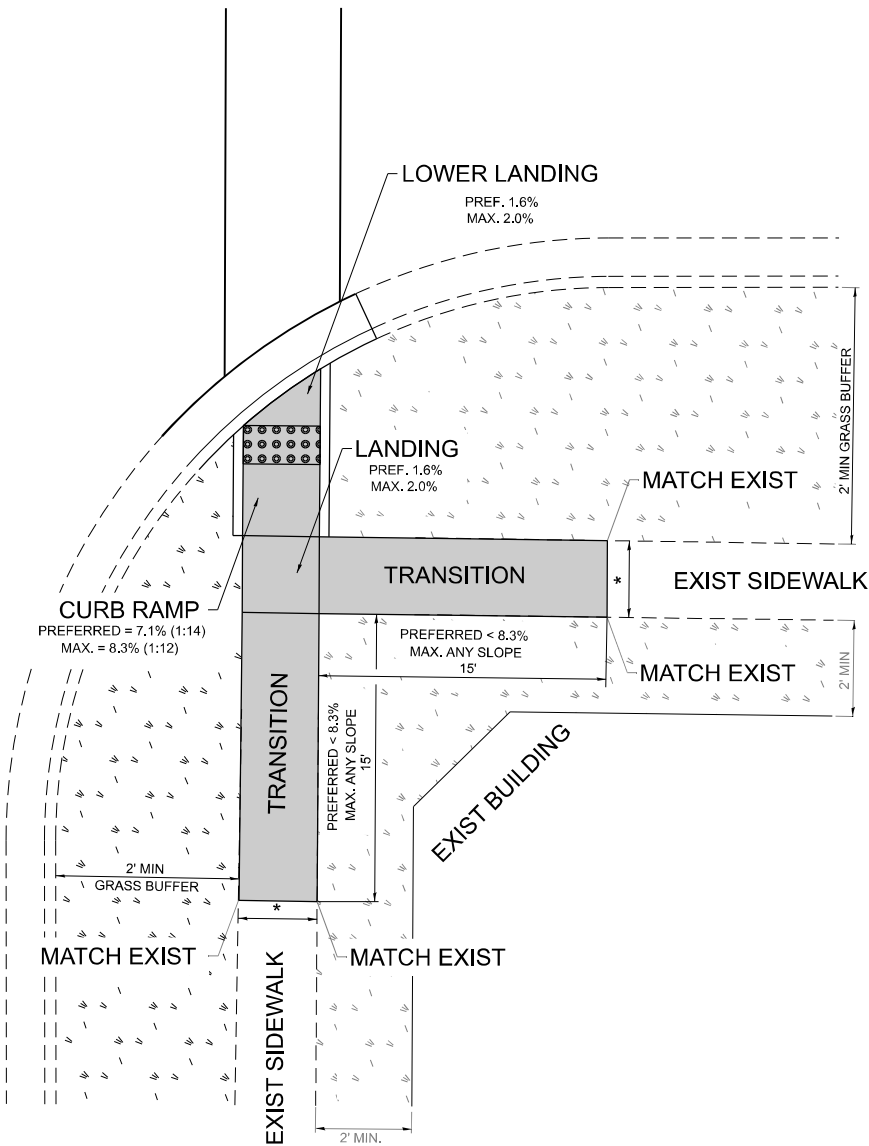 LOWER LANDING
PREF. 1.6%
MAX. 2.0%
2' MIN GRASS BUFFER
LANDING
PREF. 1.6%
MAX. 2.0%
MATCH EXIST
TRANSITION
*
EXIST SIDEWALK
CURB RAMP
PREFERRED = 7.1% (1:14)
MAX. = 8.3% (1:12)
PREFERRED < 8.3%
MAX. ANY SLOPE
15'
MATCH EXIST
2' MIN
TRANSITION
PREFERRED < 8.3%
MAX. ANY SLOPE
15'
EXIST BUILDING
2' MIN
GRASS BUFFER
*
MATCH EXIST
MATCH EXIST
EXIST SIDEWALK
2' MIN.